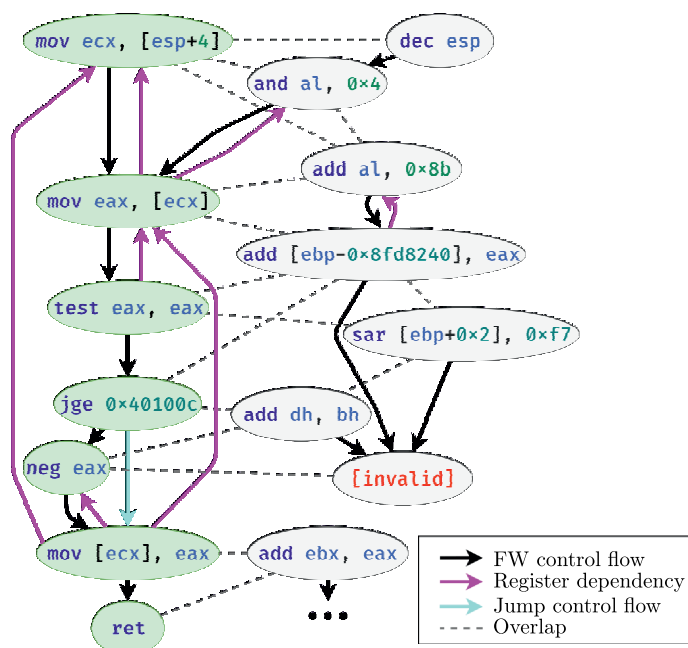 mov ecx, [esp+4]
dec esp
and al, 0×4
add al, 0×8b
mov eax, [ecx]
add [ebp-0×8fd8240], eax
test eax, eax
sar [ebp+0×2], 0×f7
jge 0×40100c
add dh, bh
neg eax
[invalid]
mov [ecx], eax
add ebx, eax
ret
•••
FW control flow
Register dependency
Jump control flow
Overlap